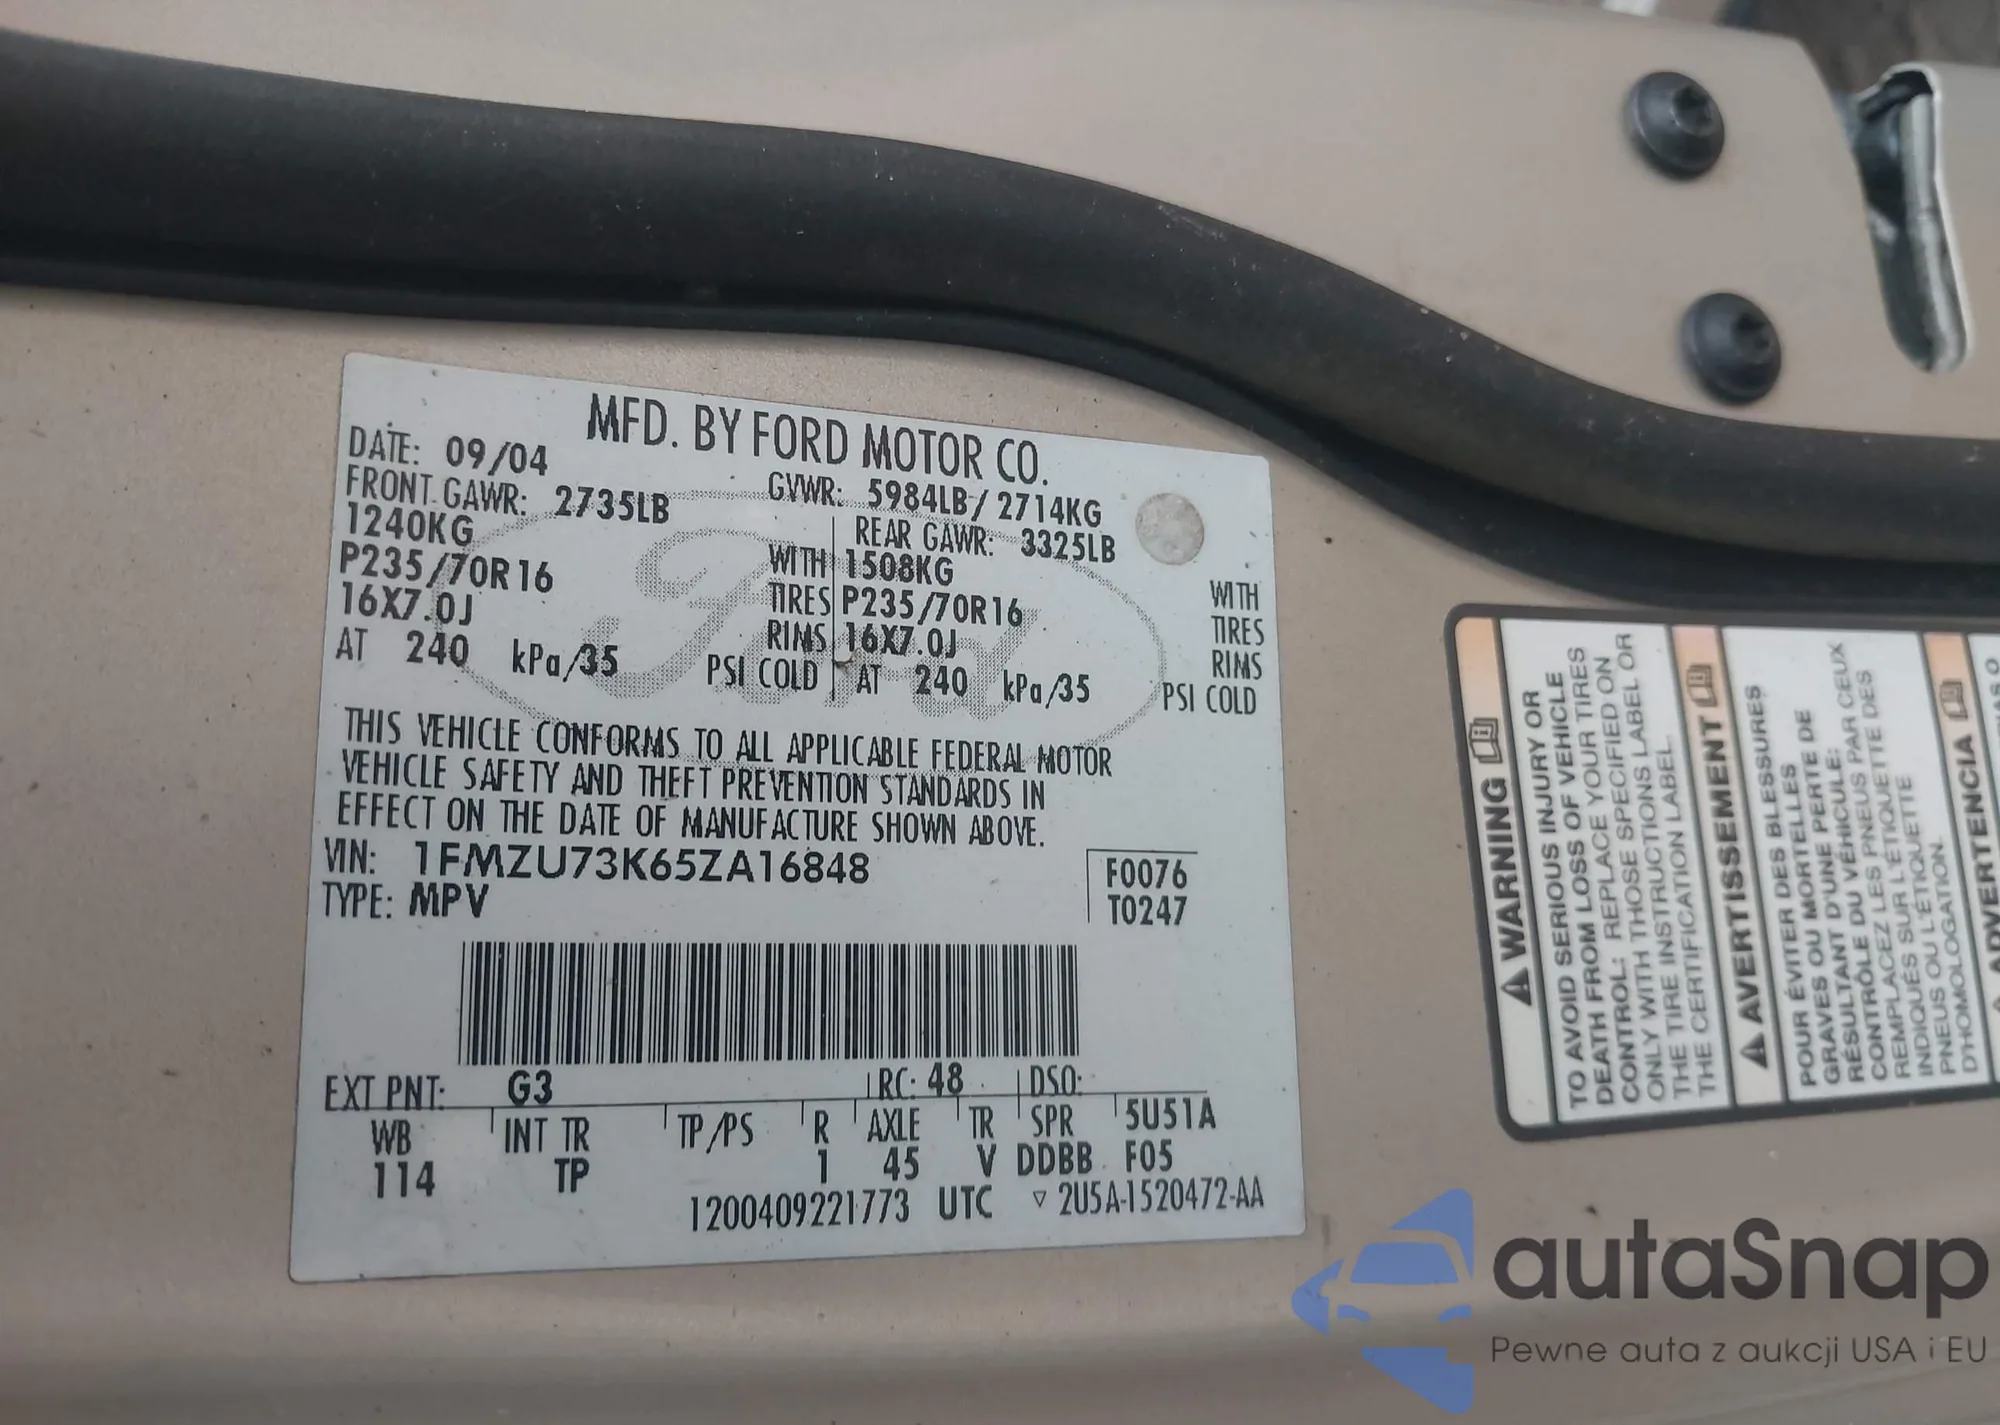 MFD. BY FORD MOTOR CO.
DATE: 09/04
GVWR: 5984LB/ 2714KG
FRONT GAWR: 2735LB
REAR GAWR: 3325LB
1240KG WITH 1508KG WITH
P235/70R16 TIRES P235/70R16 TIRES
16X7.0J RIMS 16X7.0J RIMS
AT 240 kPa/35 PSI COLD AT 240 kPa/35 PSI COLD
THIS VEHICLE CONFORMS TO ALL APPLICABLE FEDERAL MOTOR
VEHICLE SAFETY AND THEFT PREVENTION STANDARDS IN
EFFECT ON THE DATE OF MANUFACTURE SHOWN ABOVE.
VIN: 1FMZU73K65ZA16848 F0076
TYPE: MPV T0247
EXT PNT: G3 RC: 48 DSO:
WB INT TR TP/PS R AXLE TR SPR 5U51A
114 TP 1 45 V DDBB F05
1200409221773 UTC ▽ 2U5A-1520472-AA
Ford
WARNING
TO AVOID SERIOUS INJURY OR
DEATH FROM LOSS OF VEHICLE
CONTROL: REPLACE YOUR TIRES
ONLY WITH THOSE SPECIFIED ON
THE TIRE INSTRUCTIONS LABEL OR
THE CERTIFICATION LABEL.
AVERTISSEMENT
POUR ÉVITER DES BLESSURES
GRAVES OU MORTELLES
RÉSULTANT D'UNE PERTE DE
CONTRÔLE DU VÉHICULE:
REMPLACEZ LES PNEUS PAR CEUX
INDIQUÉS SUR L'ÉTIQUETTE DES
PNEUS OU L'ÉTIQUETTE
D'HOMOLOGATION.
ADVERTENCIA
autaSnap
Pewne auta z aukcji USA i EU